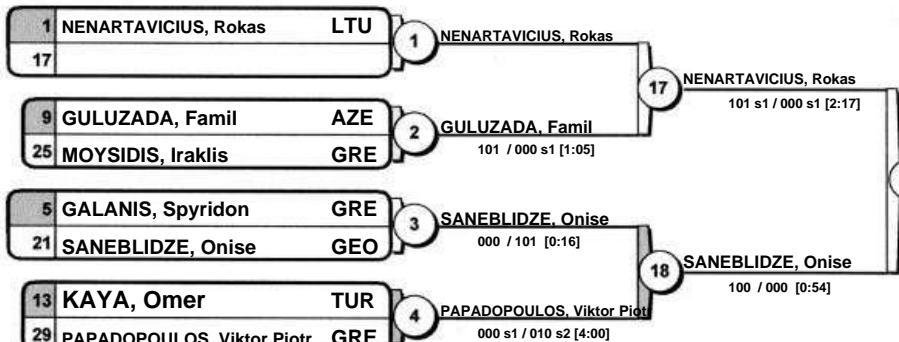 1 NENARTAVICIUS, Rokas LTU
17
1
NENARTAVICIUS, Rokas
9 GULUZADA, Famil AZE
25 MOYSIDIS, Iraklis GRE
2
GULUZADA, Famil
101 / 000 s1 [1:05]
17
NENARTAVICIUS, Rokas
101 s1 / 000 s1 [2:17]
5 GALANIS, Spyridon GRE
21 SANEBLIDZE, Onise GEO
3
SANEBLIDZE, Onise
000 / 101 [0:16]
13 KAYA, Omer TUR
29 PAPADOPOULOS, Viktor Piotr GRE
4
PAPADOPOULOS, Viktor Piotr
000 s1 / 010 s2 [4:00]
18
SANEBLIDZE, Onise
100 / 000 [0:54]